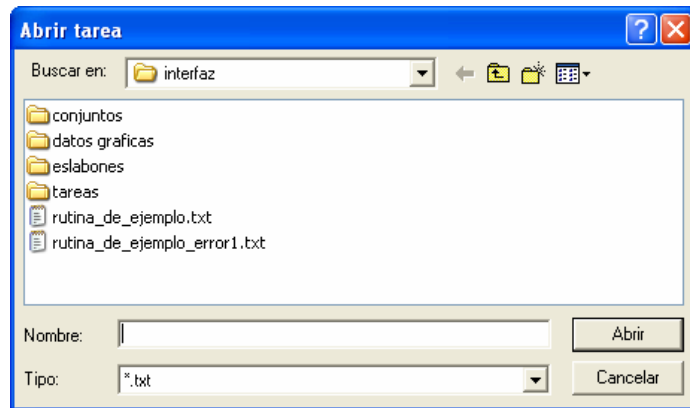 Abrir tarea
Buscar en: interfaz
conjuntos
datos graficas
eslabones
tareas
rutina_de_ejemplo.txt
rutina_de_ejemplo_error1.txt
Nombre: Abrir
Tipo: *.txt Cancelar